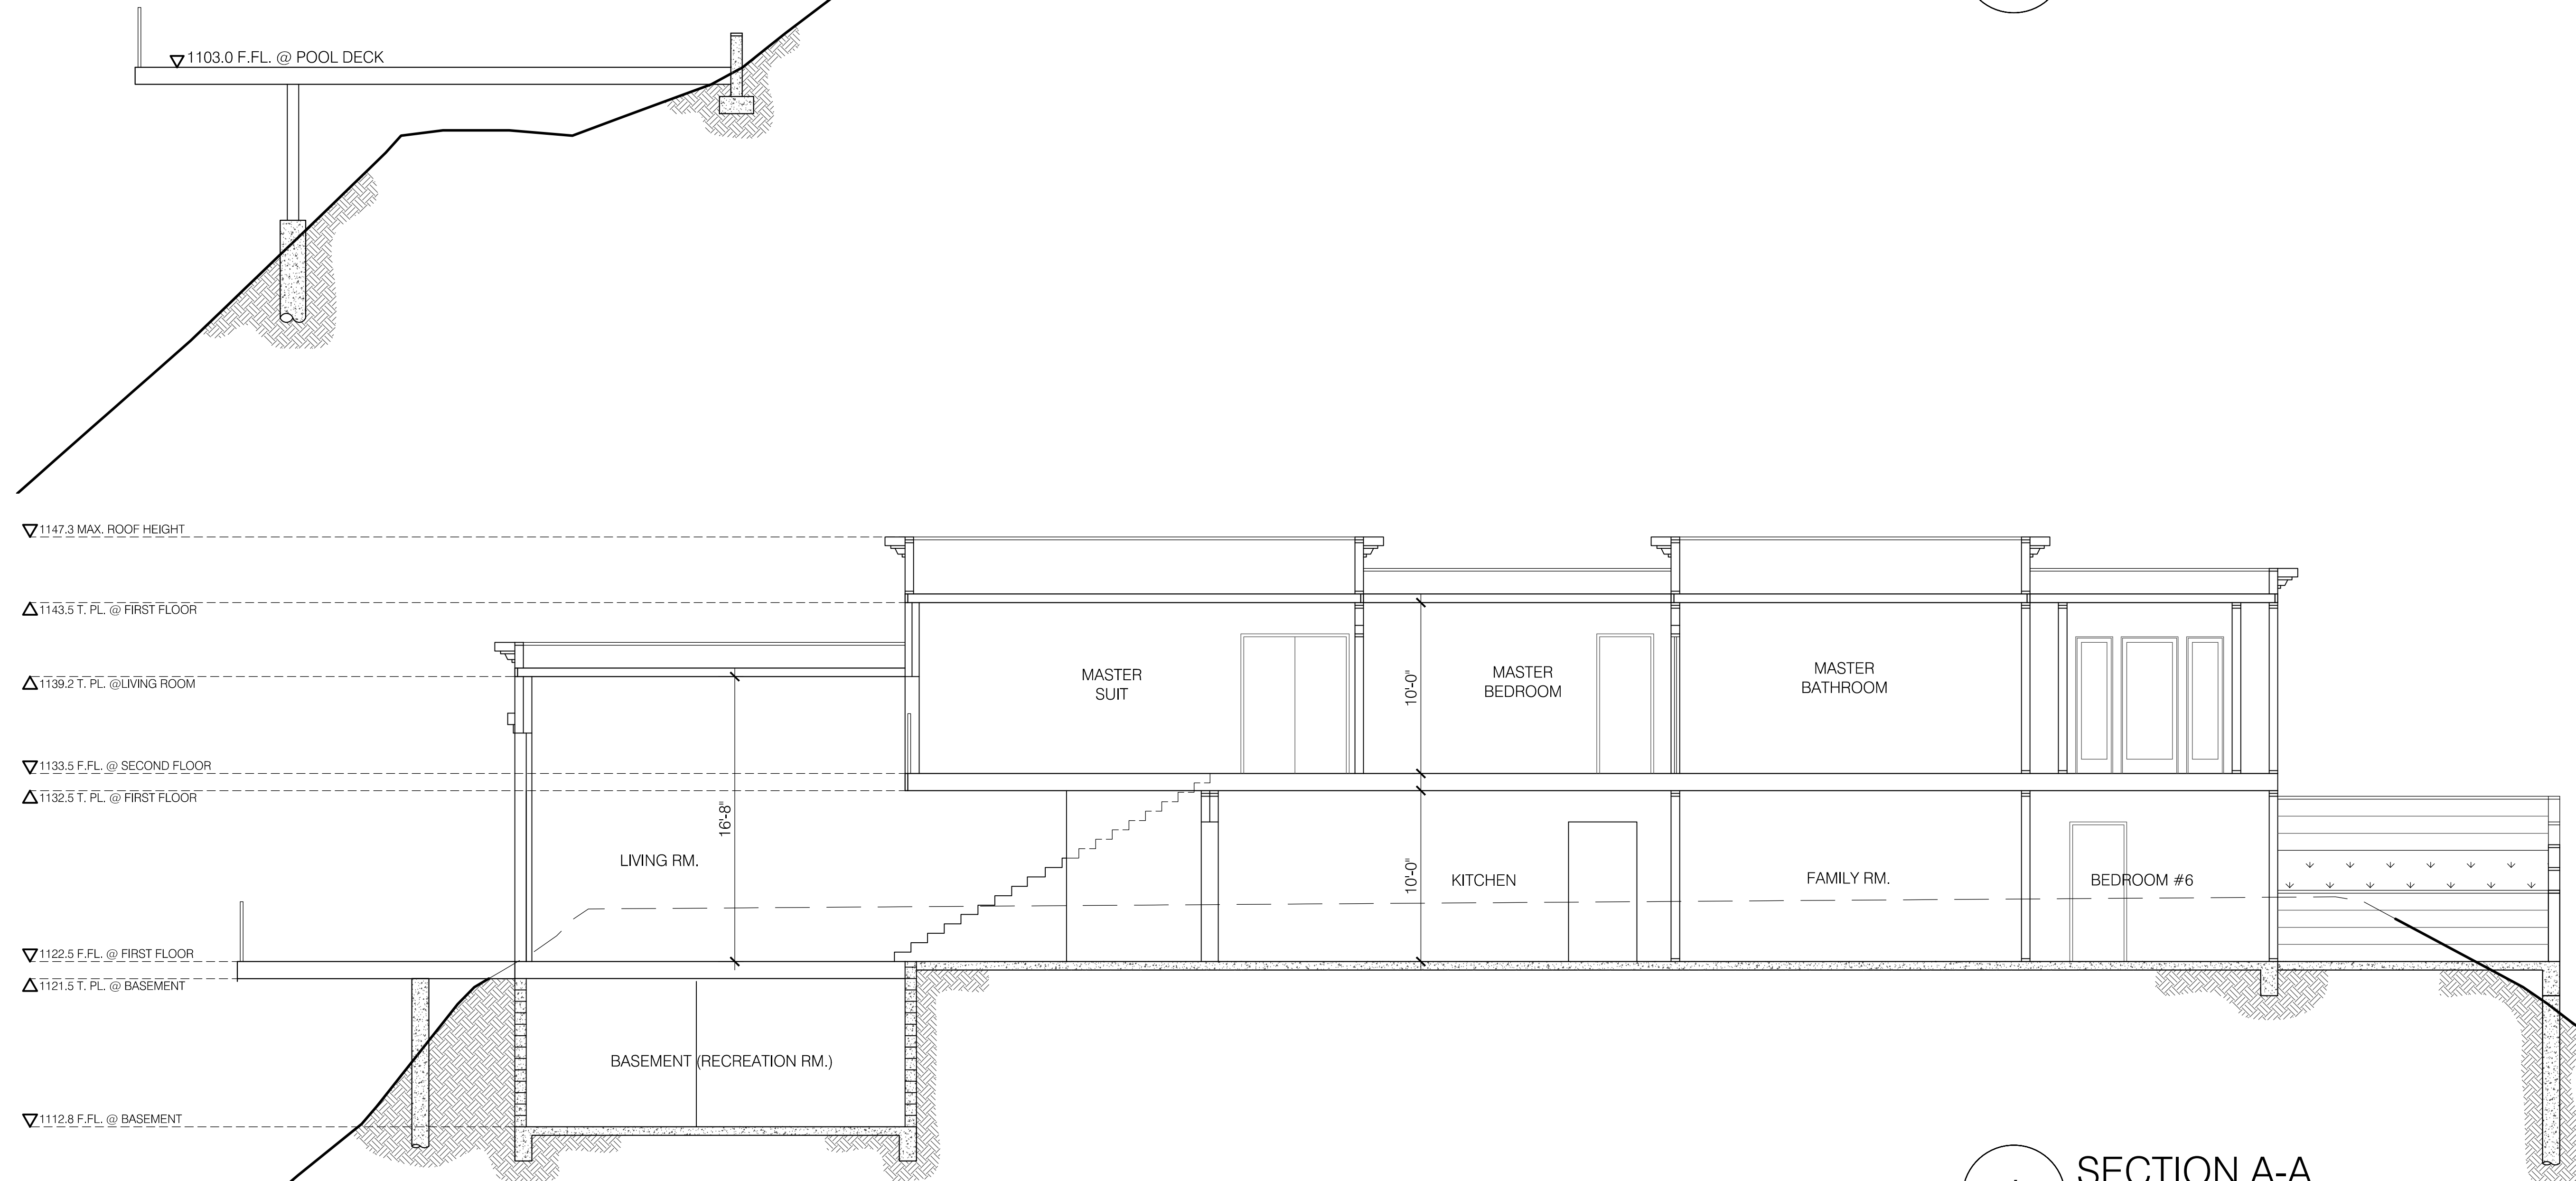 1103.0 F.FL. @ POOL DECK
1147.3 MAX. ROOF HEIGHT
1143.5 T. PL. @ FIRST FLOOR
1139.2 T. PL. @LIVING ROOM
1133.5 F.FL. @ SECOND FLOOR
1132.5 T. PL. @ FIRST FLOOR
1122.5 F.FL. @ FIRST FLOOR
1121.5 T. PL. @ BASEMENT
1112.8 F.FL. @ BASEMENT
MASTER
SUIT
10'-0"
MASTER
BEDROOM
MASTER
BATHROOM
16'-8"
LIVING RM.
10'-0"
KITCHEN
FAMILY RM.
BEDROOM #6
BASEMENT (RECREATION RM.)
SECTION A-A